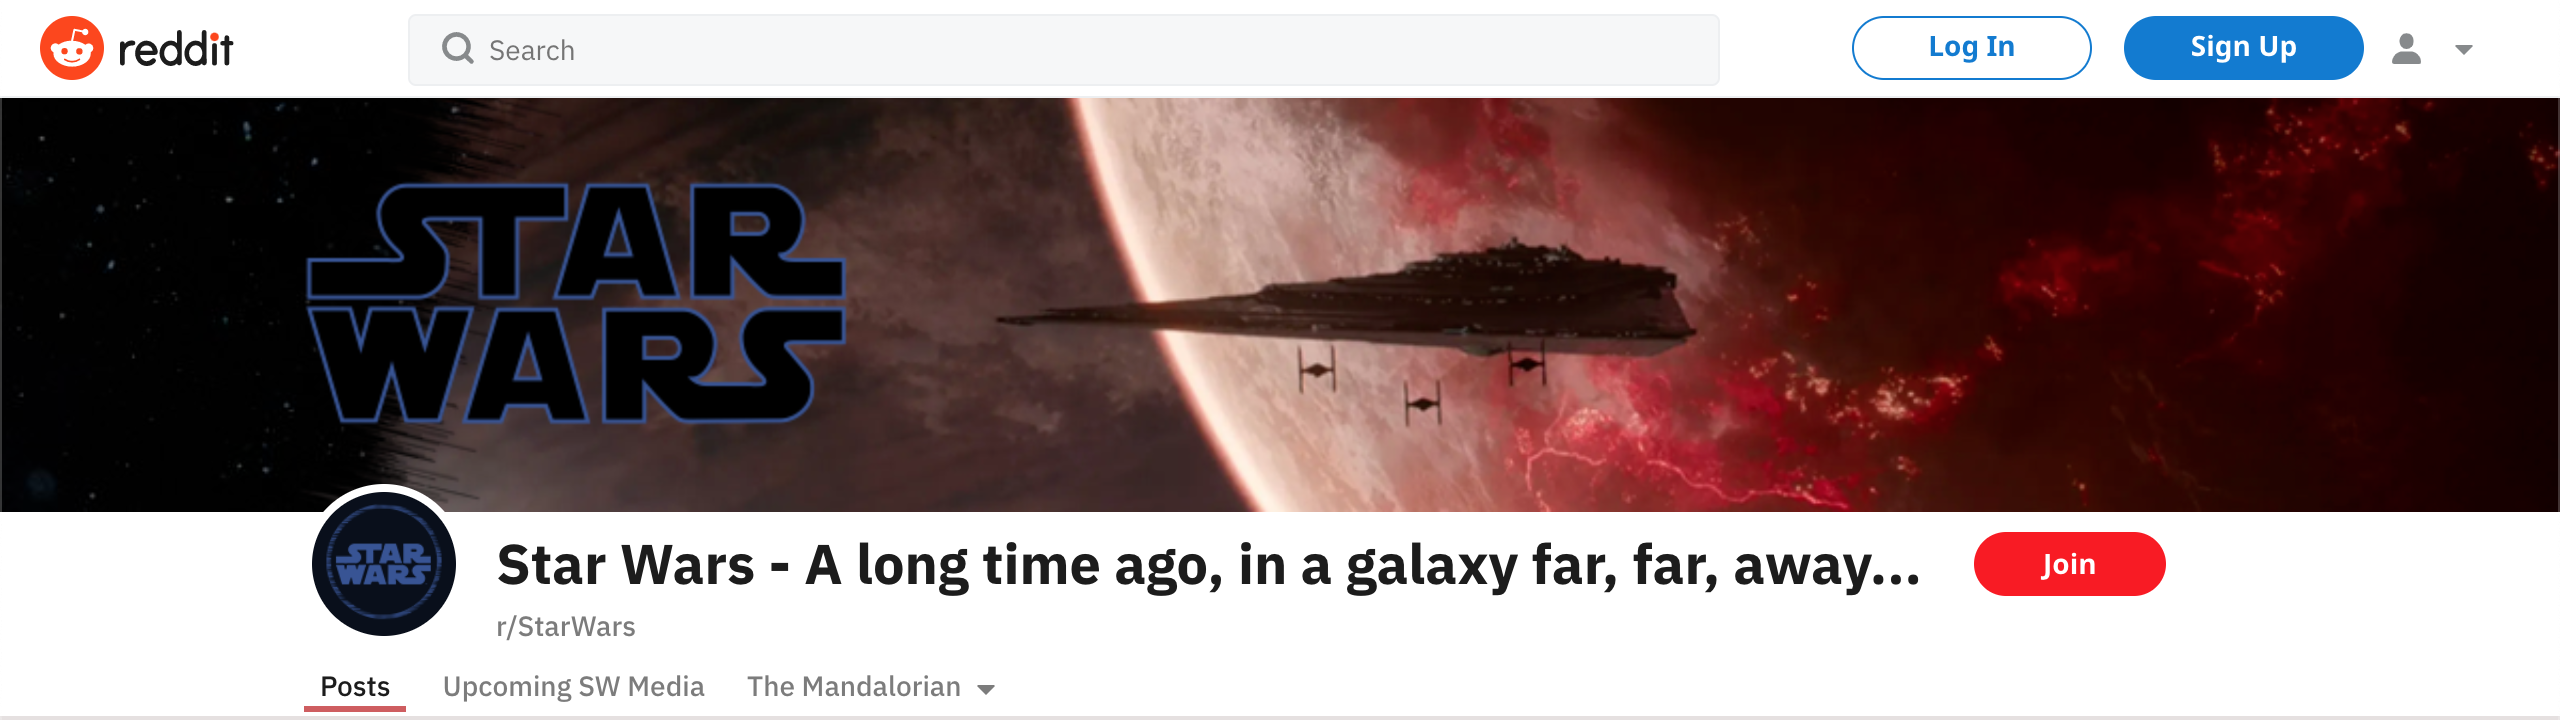 reddit
Search
Log In
Sign Up
STAR
WARS
STAR
WARS
Star Wars - A long time ago, in a galaxy far, far, away...
Join
r/StarWars
Posts
Upcoming SW Media
The Mandalorian